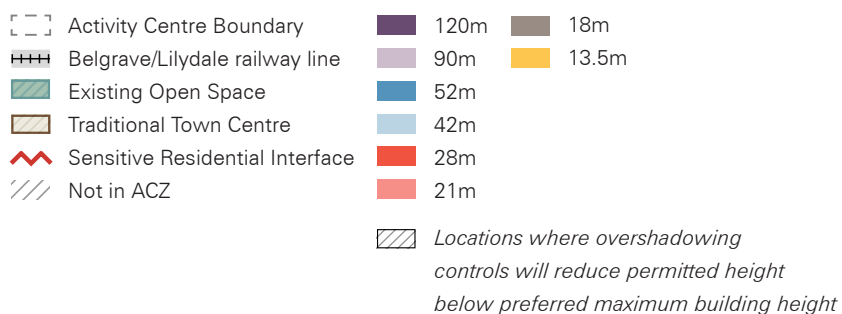 Activity Centre Boundary
Belgrave/Lilydale railway line
Existing Open Space
Traditional Town Centre
Sensitive Residential Interface
Not in ACZ
120m
90m
52m
42m
28m
21m
18m
13.5m
Locations where overshadowing
controls will reduce permitted height
below preferred maximum building height